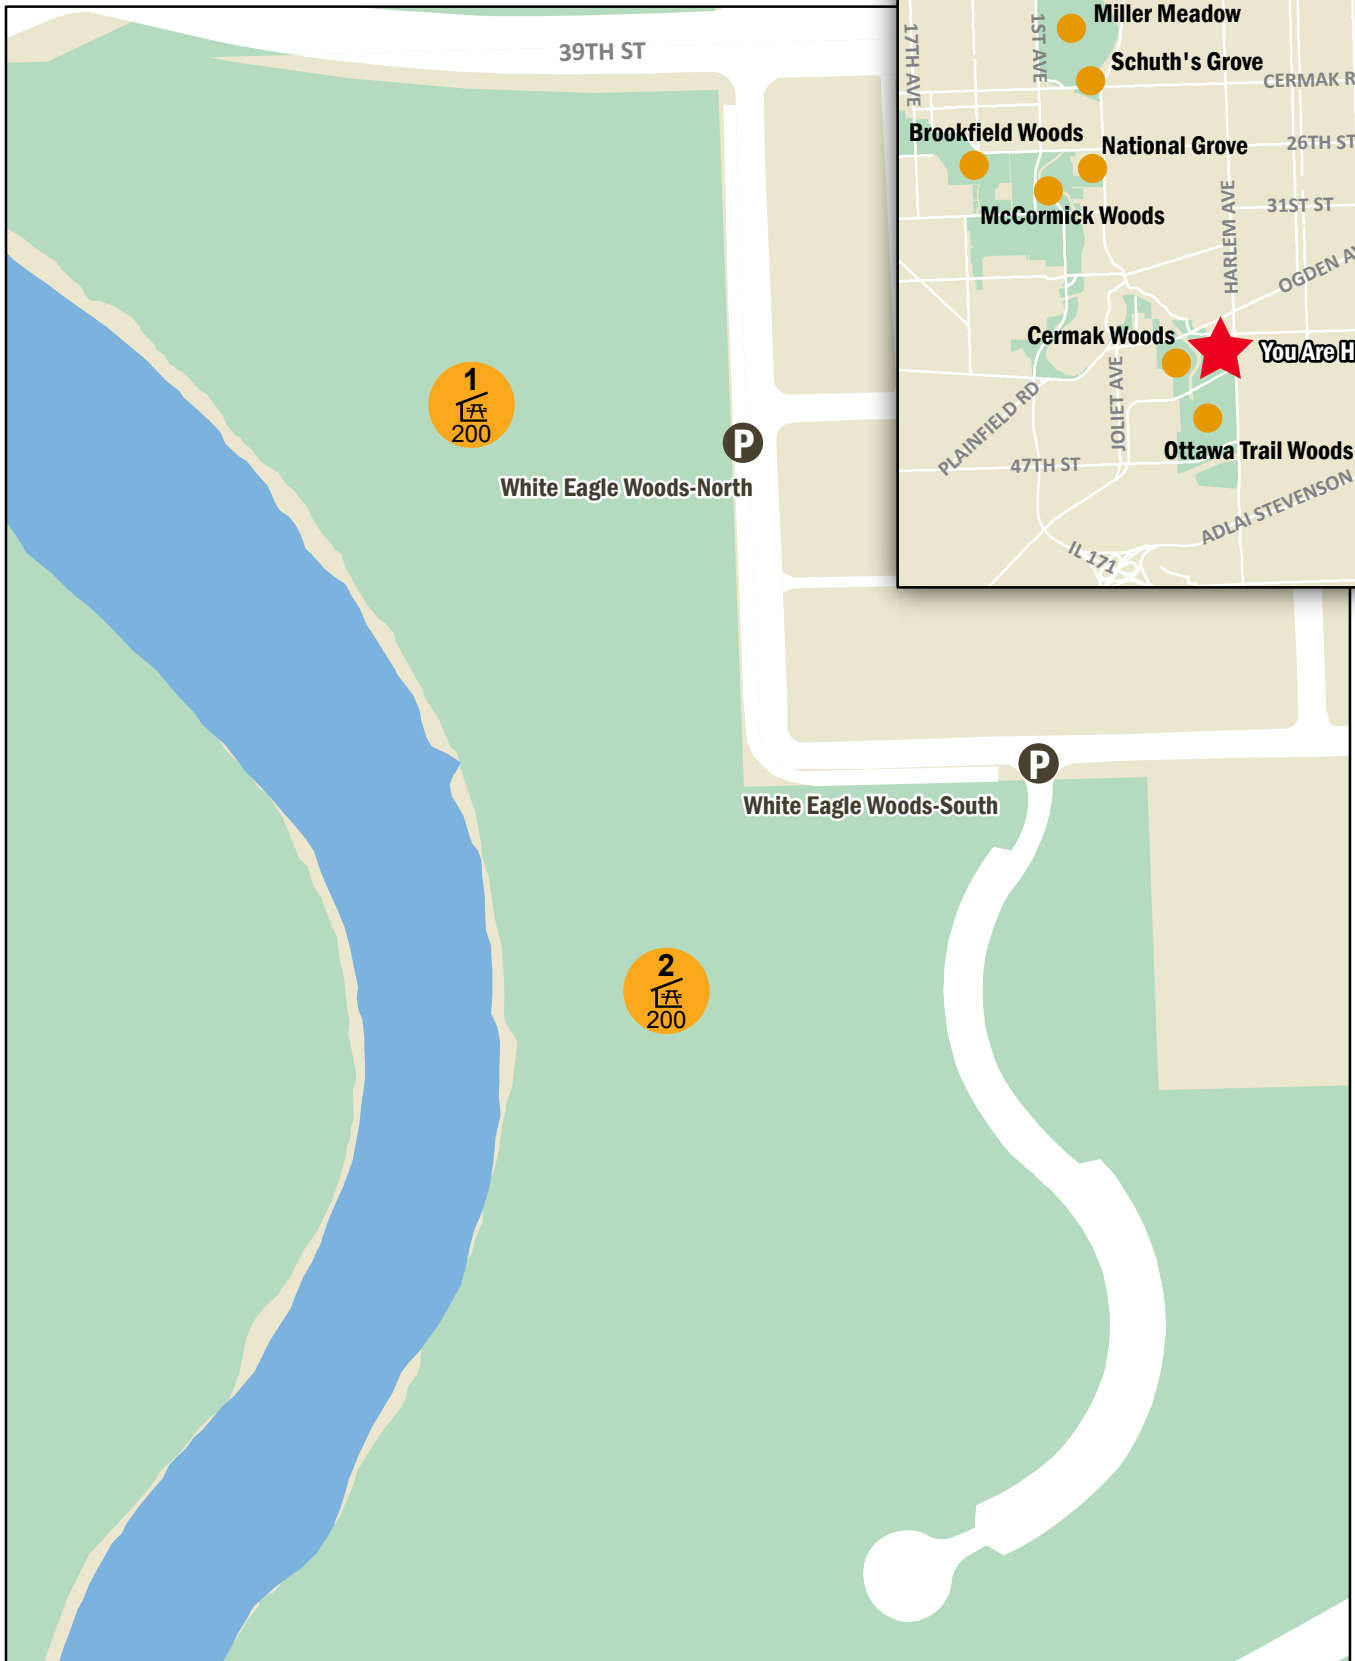 39TH ST
1
200
P
White Eagle Woods-North
P
White Eagle Woods-South
2
200
17TH AVE
1ST AVE
Miller Meadow
Schuth's Grove
CERMAK R
Brookfield Woods
National Grove
26TH ST
McCormick Woods
HARLEM AVE
31ST ST
OGDEN AV
Cermak Woods
You Are H
JOLIET AVE
PLAINFIELD RD
47TH ST
Ottawa Trail Woods
ADLAI STEVENSON
IL 171